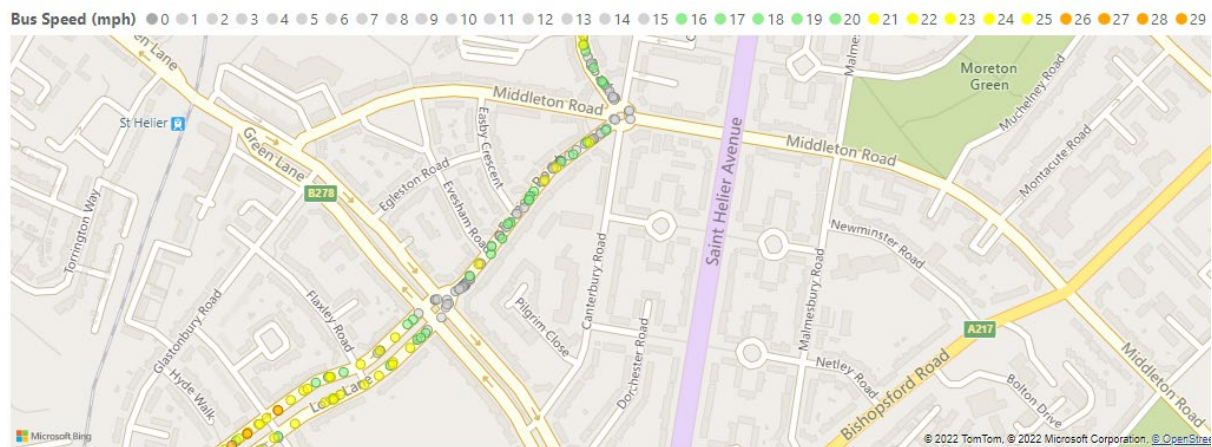 Bus Speed (mph) 0 1 2 3 4 5 6 7 8 9 10 11 12 13 14 15 16 17 18 19 20 21 22 23 24 25 26 27 28 29
Green Lane
Malmes
Moreton
Green
Muchelney Road
Middleton Road
St Helier
Easby Crescent
Montacute Road
Green Lane
Middleton Road
Saint Helier Avenue
Egleston Road
B278
Evesham Road
Torrington Way
Newminster Road
Canterbury Road
Malmesbury Road
Glastonbury Road
Flaxley Road
Pilgrim Close
A217
Dorchester Road
Netley Road
Middleton Road
Hyde Walk
Lane
Bishopsford Road
Bolton Drive
Microsoft Bing
© 2022 TomTom, © 2022 Microsoft Corporation, © OpenStree